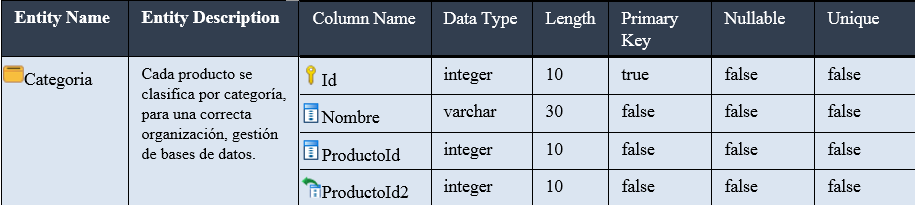 Entity Name Entity Description Column Name Data Type Length Primary Key Nullable Unique
Categoria
Cada producto se
clasifica por categoría,
para una correcta
organización, gestión
de bases de datos.
Id integer 10 true false false
Nombre varchar 30 false false false
ProductoId integer 10 false false false
ProductoId2 integer 10 false false false